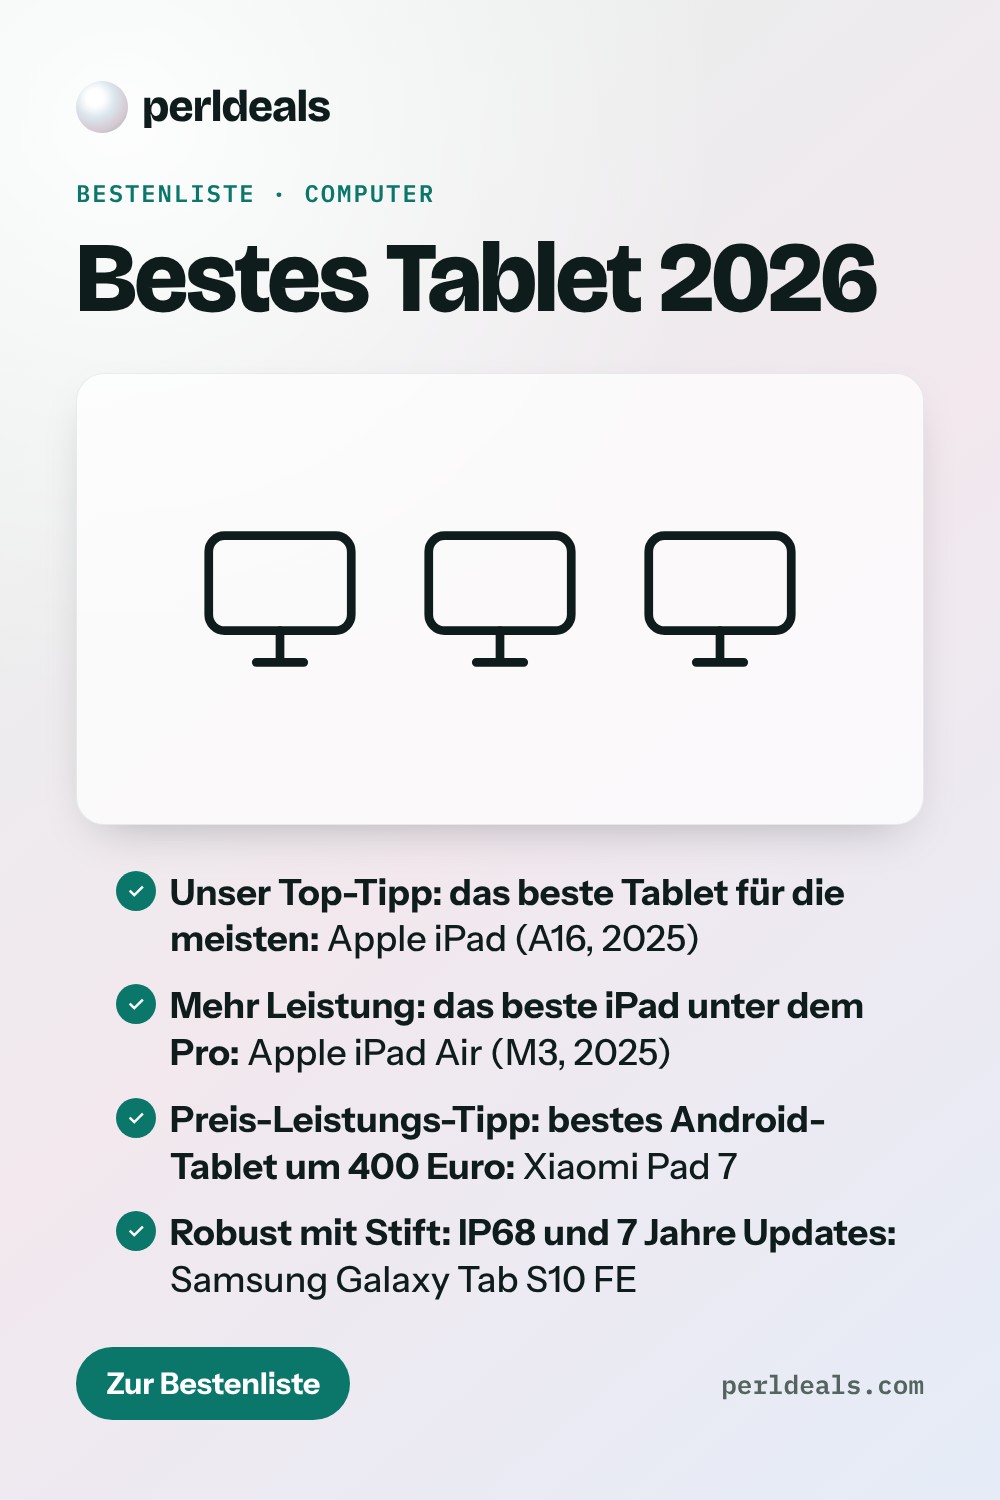 perldeals
BESTENLISTE · COMPUTER
Bestes Tablet 2026
Unser Top-Tipp: das beste Tablet für die
meisten: Apple iPad (A16, 2025)
Mehr Leistung: das beste iPad unter dem
Pro: Apple iPad Air (M3, 2025)
Preis-Leistungs-Tipp: bestes Android-
Tablet um 400 Euro: Xiaomi Pad 7
Robust mit Stift: IP68 und 7 Jahre Updates:
Samsung Galaxy Tab S10 FE
Zur Bestenliste
perldeals.com